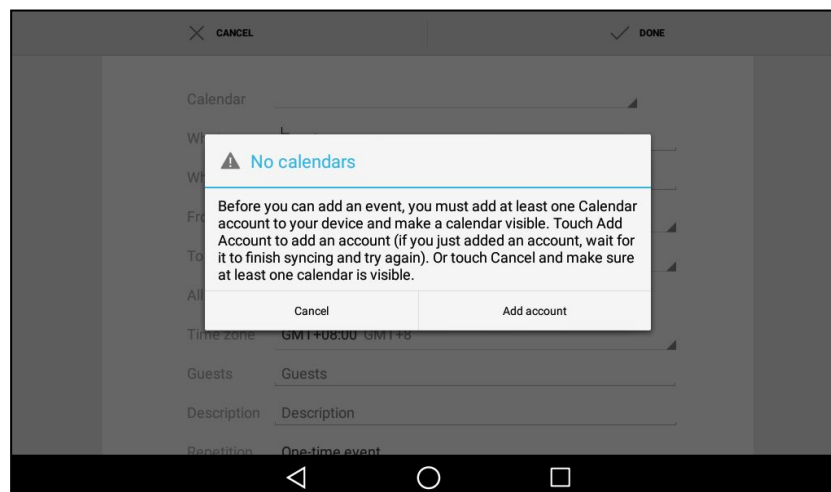 CANCEL
DONE
Calendar
No calendars
Before you can add an event, you must add at least one Calendar
account to your device and make a calendar visible. Touch Add
Account to add an account (if you just added an account, wait for
it to finish syncing and try again). Or touch Cancel and make sure
at least one calendar is visible.
Cancel
Add account
Time zone GMT+08:00 GMT+8
Guests Guests
Description Description
Repetition One-time event